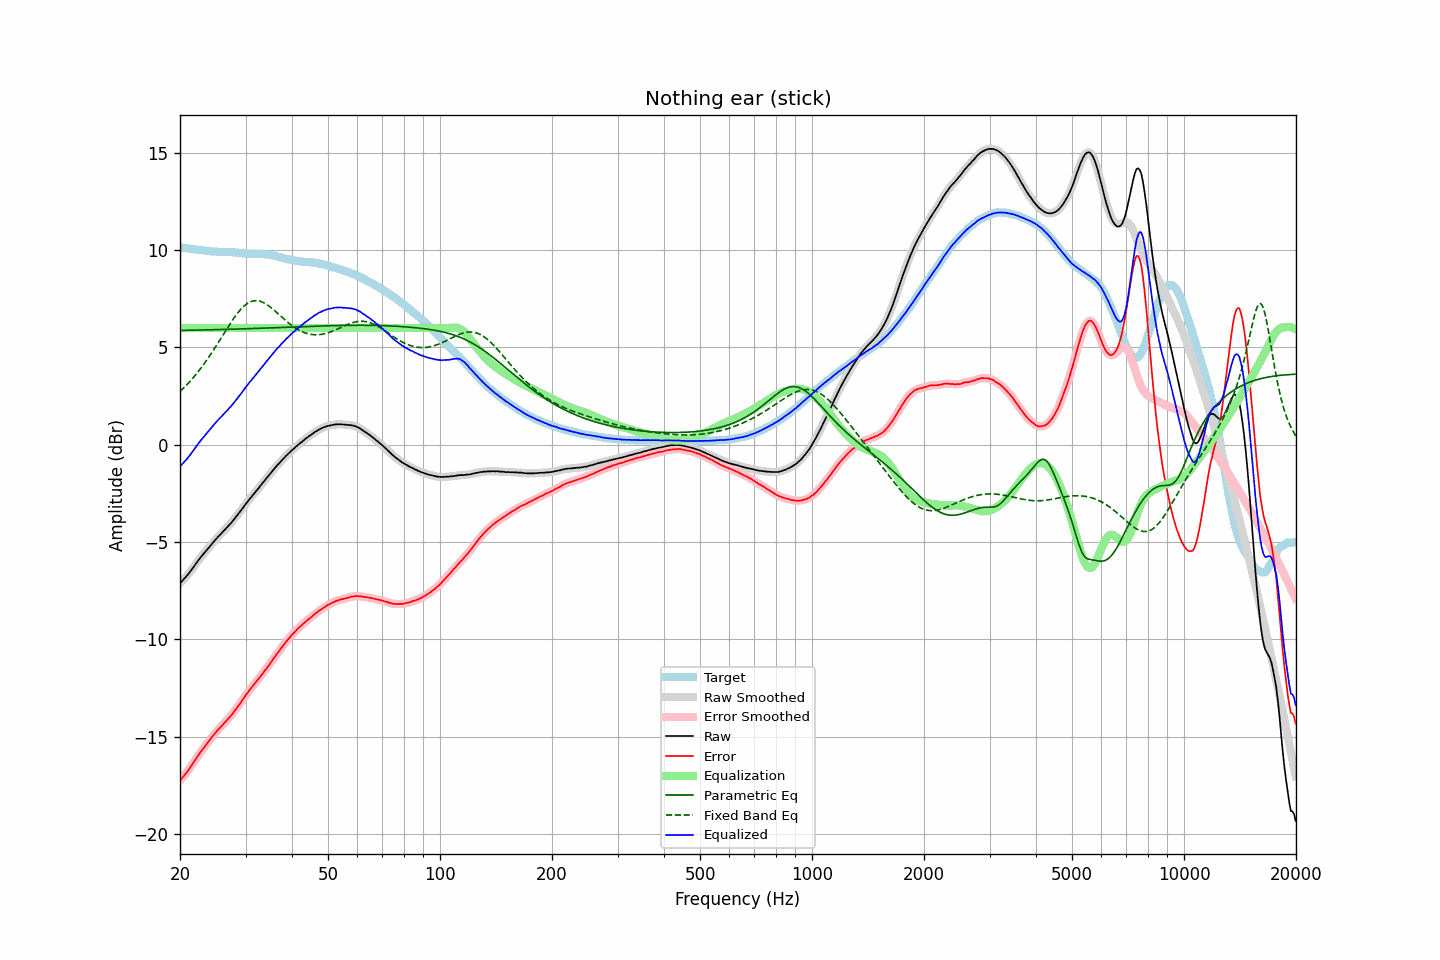 Nothing ear (stick)
Amplitude (dBr)
15
10
5
0
−5
−10
−15
−20
Target
Raw Smoothed
Error Smoothed
Raw
Error
Equalization
Parametric Eq
Fixed Band Eq
Equalized
20 50 100 200 500 1000 2000 5000 10000 20000
Frequency (Hz)